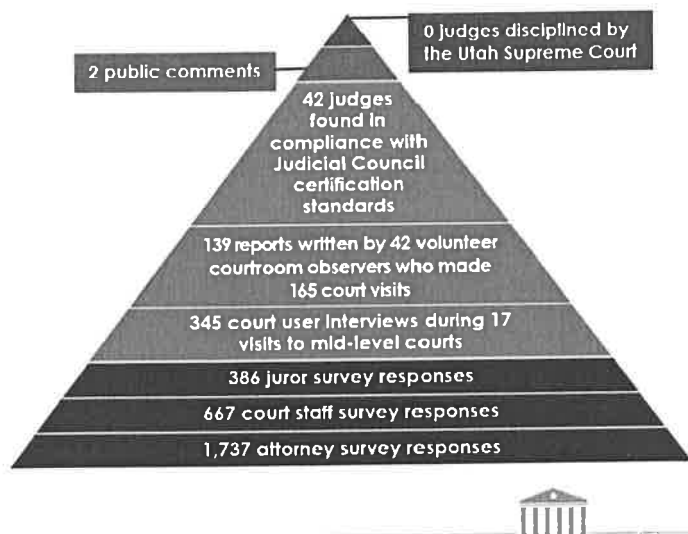 0 judges disciplined by
the Utah Supreme Court
2 public comments
42 judges
found in
compliance with
Judicial Council
certification
standards
139 reports written by 42 volunteer
courtroom observers who made
165 court visits
345 court user interviews during 17
visits to mid-level courts
386 juror survey responses
667 court staff survey responses
1,737 attorney survey responses